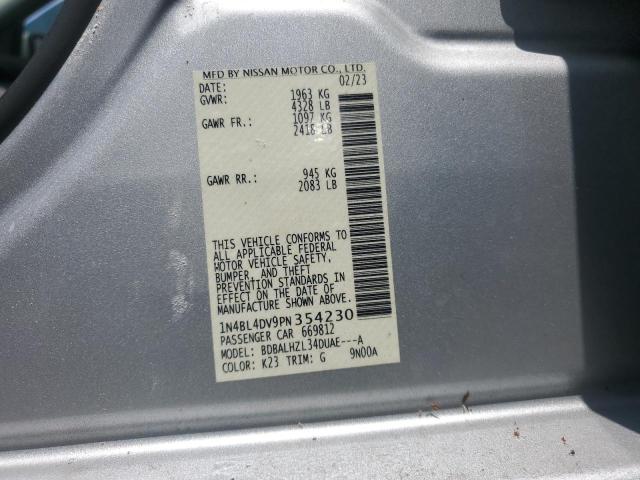 MFD BY NISSAN MOTOR CO., LTD.
DATE: 02/23
GVWR: 1963 KG
4328 LB
GAWR FR.: 1097 KG
2418 LB
GAWR RR.: 945 KG
2083 LB
THIS VEHICLE CONFORMS TO
ALL APPLICABLE FEDERAL
MOTOR VEHICLE SAFETY,
BUMPER, AND THEFT
PREVENTION STANDARDS IN
EFFECT ON THE DATE OF
MANUFACTURE SHOWN ABOVE.
1N4BL4DV9PN354230
PASSENGER CAR 669812
MODEL: BDBALHZL34DUAE---A
COLOR: K23 TRIM: G 9N00A